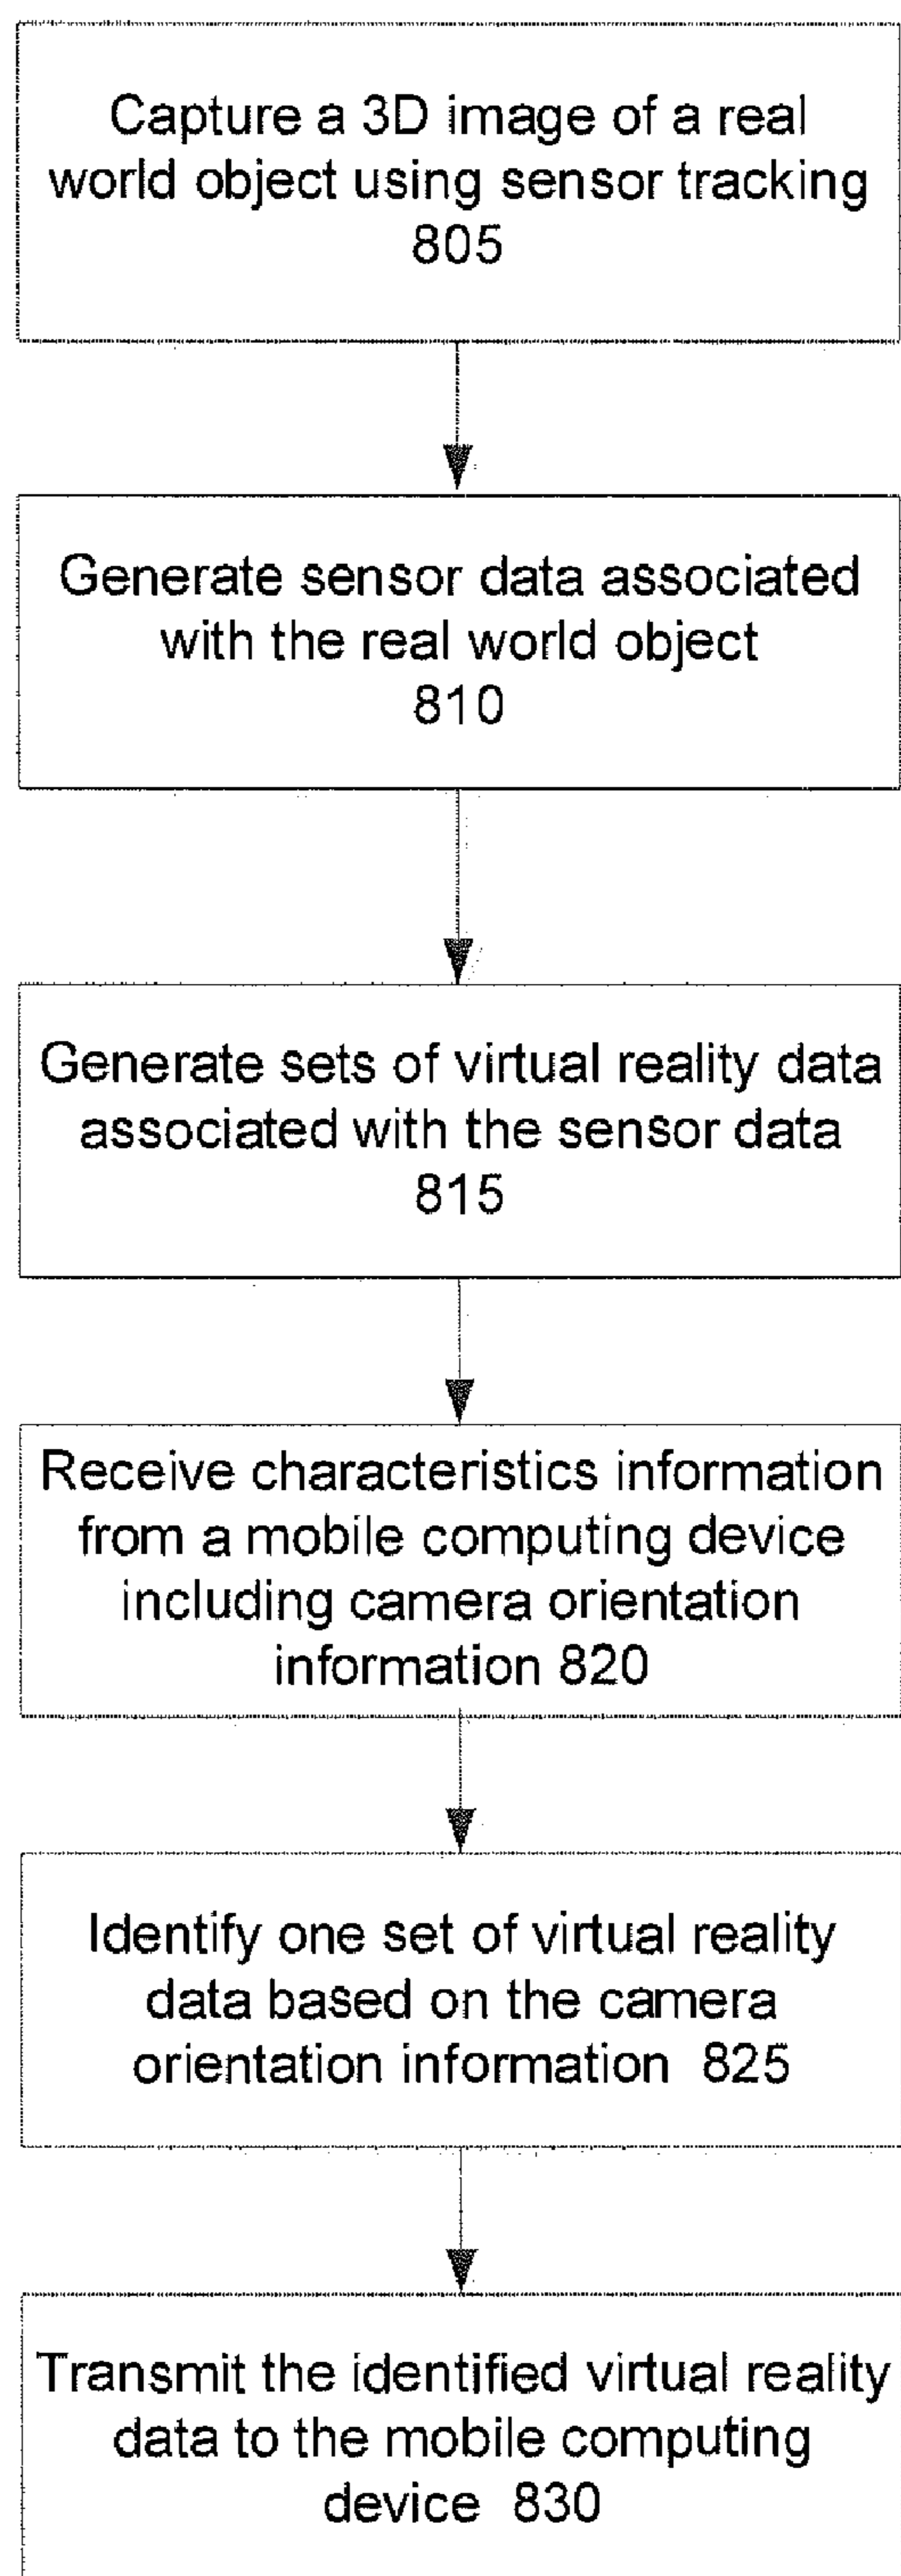 Capture a 3D image of a real
world object using sensor tracking
805
Generate sensor data associated
with the real world object
810
Generate sets of virtual reality data
associated with the sensor data
815
Receive characteristics information
from a mobile computing device
including camera orientation
information 820
Identify one set of virtual reality
data based on the camera
orientation information 825
Transmit the identified virtual reality
data to the mobile computing
device 830